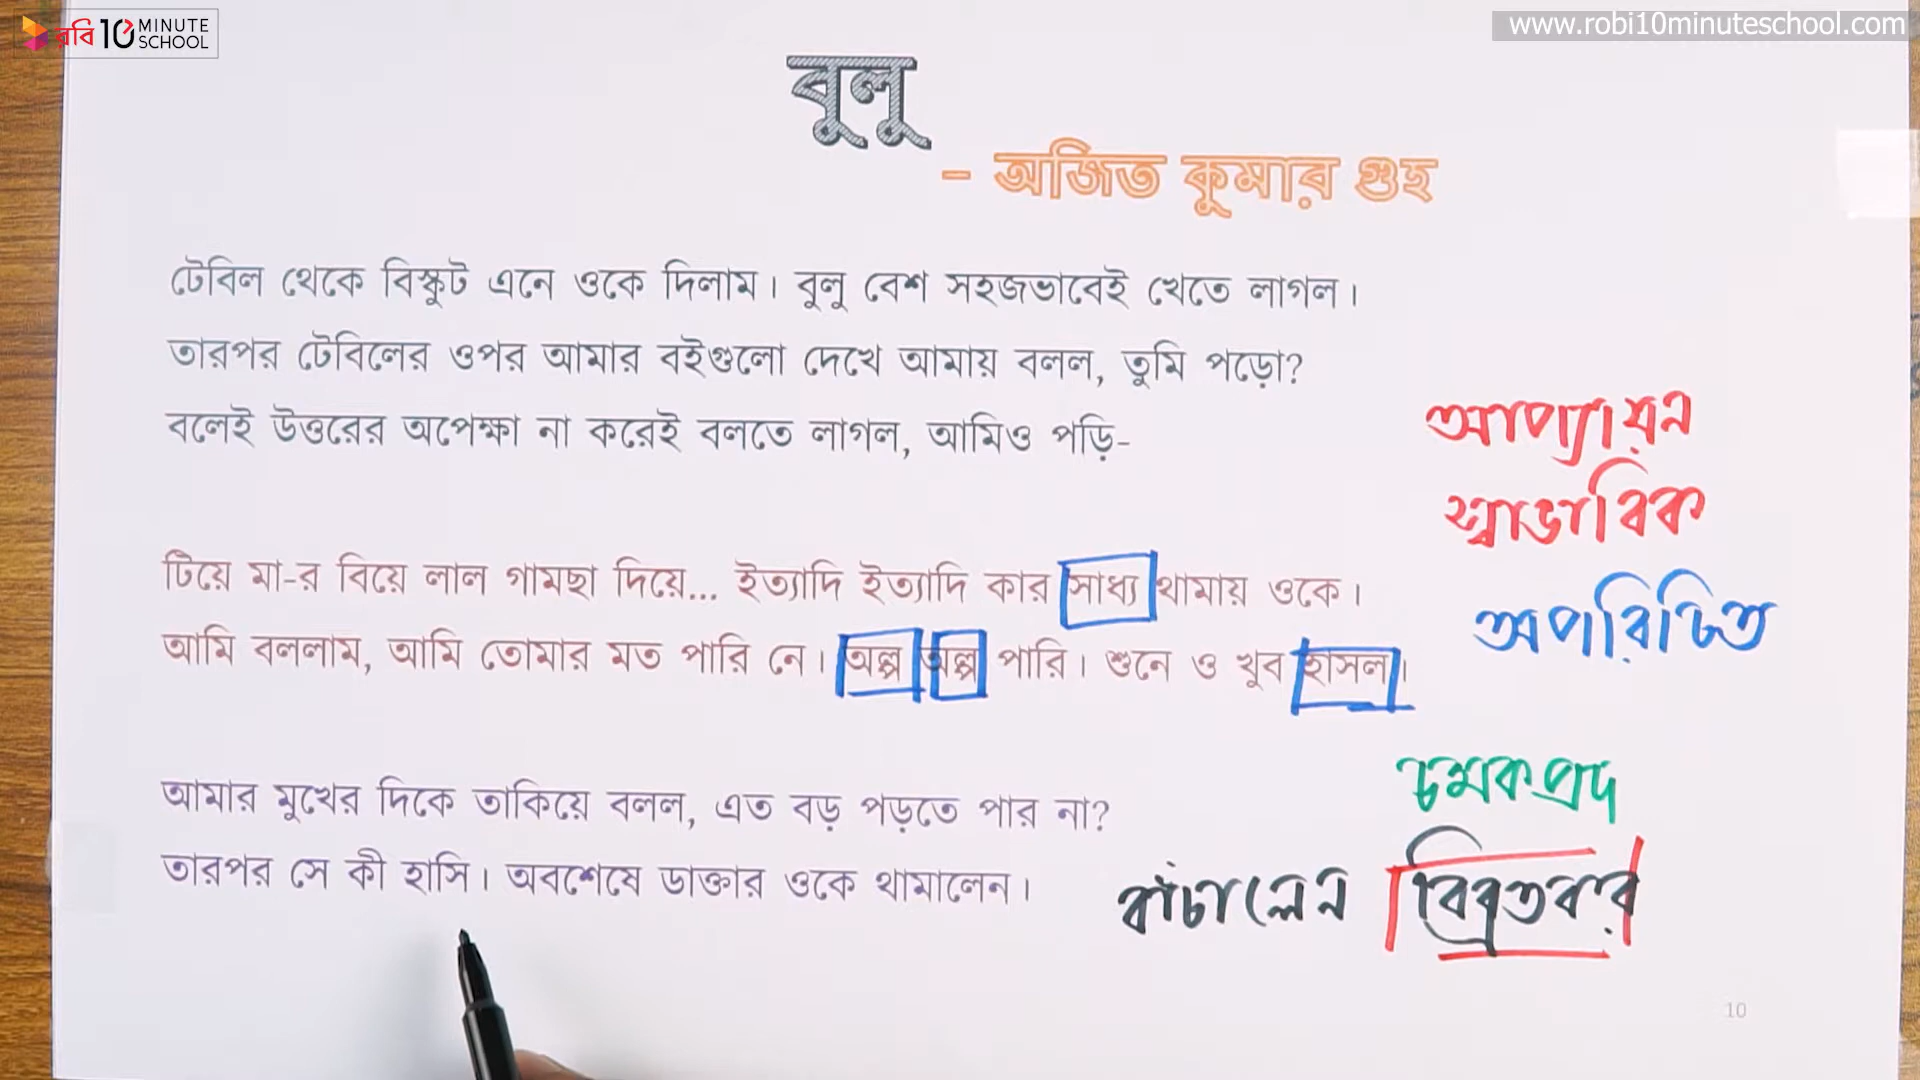 রবি 10 MINUTE SCHOOL
www.robi10minuteschool.com
বুলু
- অজিত কুমার গুহ
টেবিল থেকে বিস্কুট এনে ওকে দিলাম। বুলু বেশ সহজভাবেই খেতে লাগল।
তারপর টেবিলের ওপর আমার বইগুলো দেখে আমায় বলল, তুমি পড়ো?
বলেই উত্তরের অপেক্ষা না করেই বলতে লাগল, আমিও পড়ি-
আপ্যায়ন
স্বাভাবিক
টিয়ে মা-র বিয়ে লাল গামছা দিয়ে... ইত্যাদি ইত্যাদি কার সাধ্য থামায় ওকে।
অপরিচিত
আমি বললাম, আমি তোমার মত পারি নে। অল্প অল্প পারি। শুনে ও খুব হাসল।
চমকপ্রদ
আমার মুখের দিকে তাকিয়ে বলল, এত বড় পড়তে পার না?
তারপর সে কী হাসি। অবশেষে ডাক্তার ওকে থামালেন।
বাঁচালেন বিব্রতকর
10